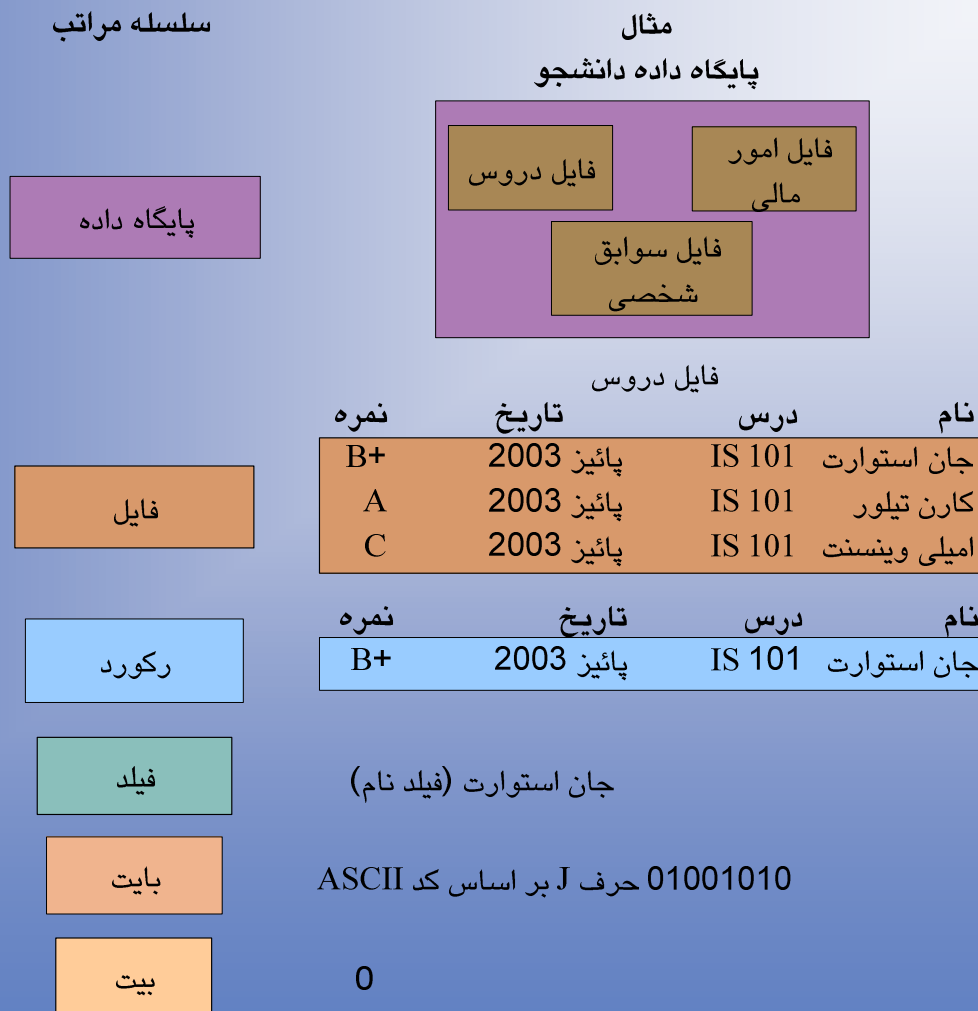 سلسله مراتب
مثال
پایگاه داده دانشجو
فایل امور
مالی
فایل دروس
فایل سوابق
شخصی
پایگاه داده
فایل دروس
نام درس تاریخ نمره
جان استوارت IS 101 پائیز 2003 B+
کارن تیلور IS 101 پائیز 2003 A
امیلی وینسنت IS 101 پائیز 2003 C
فایل
نام درس تاریخ نمره
جان استوارت IS 101 پائیز 2003 B+
رکورد
جان استوارت (فیلد نام)
فیلد
01001010 حرف J بر اساس کد ASCII
بایت
0
بیت